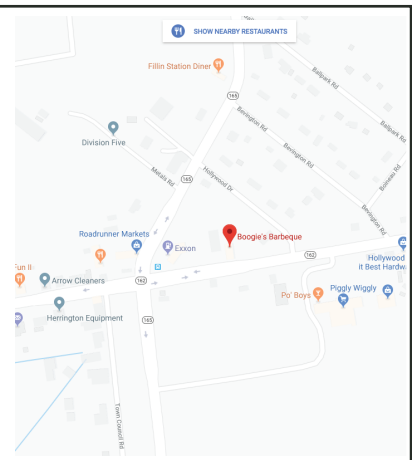 SHOW NEARBY RESTAURANTS
Fillin Station Diner
Ballpark Rd
165
Bevington Rd
Ballpark Rd
Division Five
165
Bevington Rd
Metals Rd
Hollywood Dr
Bevington Rd
Roadrunner Markets
Exxon
Boogie's Barbeque
162
Hollywood
it Best Hardw
Fun II
Arrow Cleaners
162
Piggly Wiggly
Po' Boys
Herrington Equipment
165
Town Council Rd